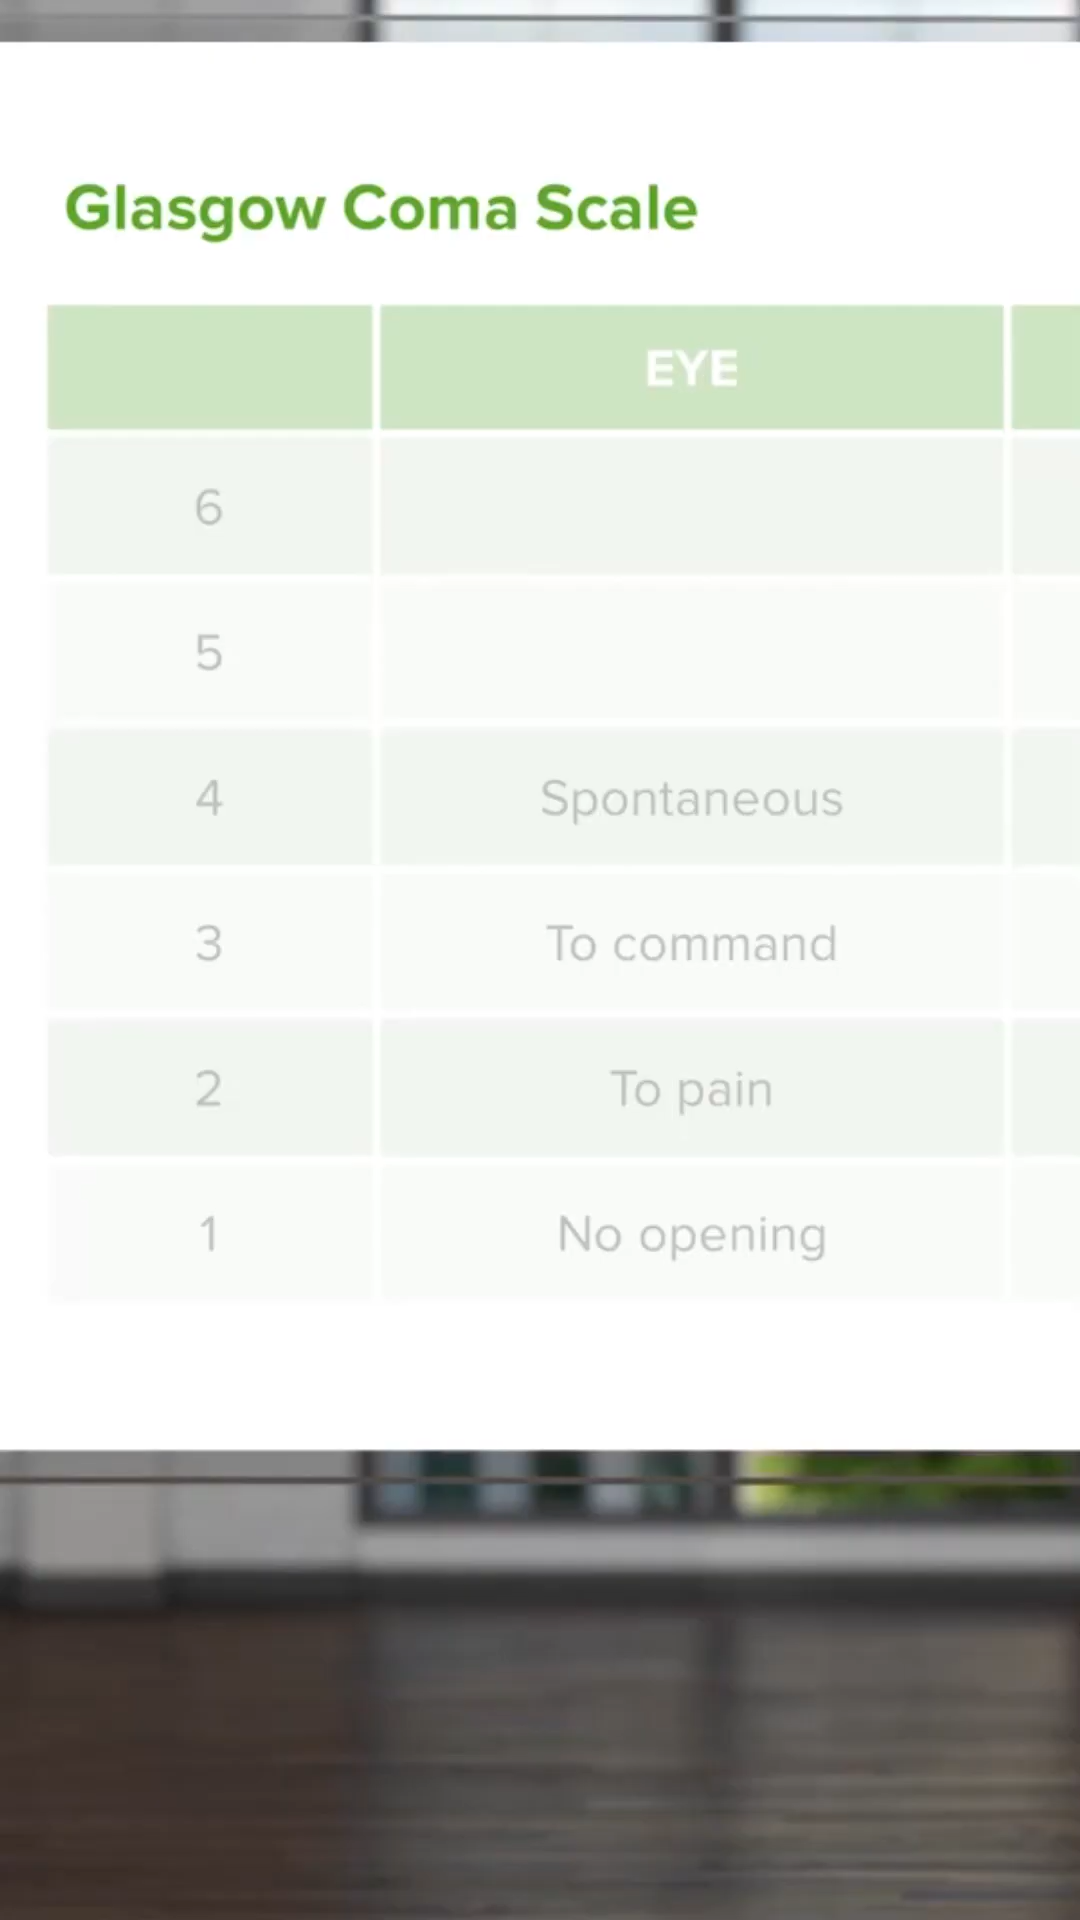 Glasgow Coma Scale
EYE
6
5
4 Spontaneous
3 To command
2 To pain
1 No opening